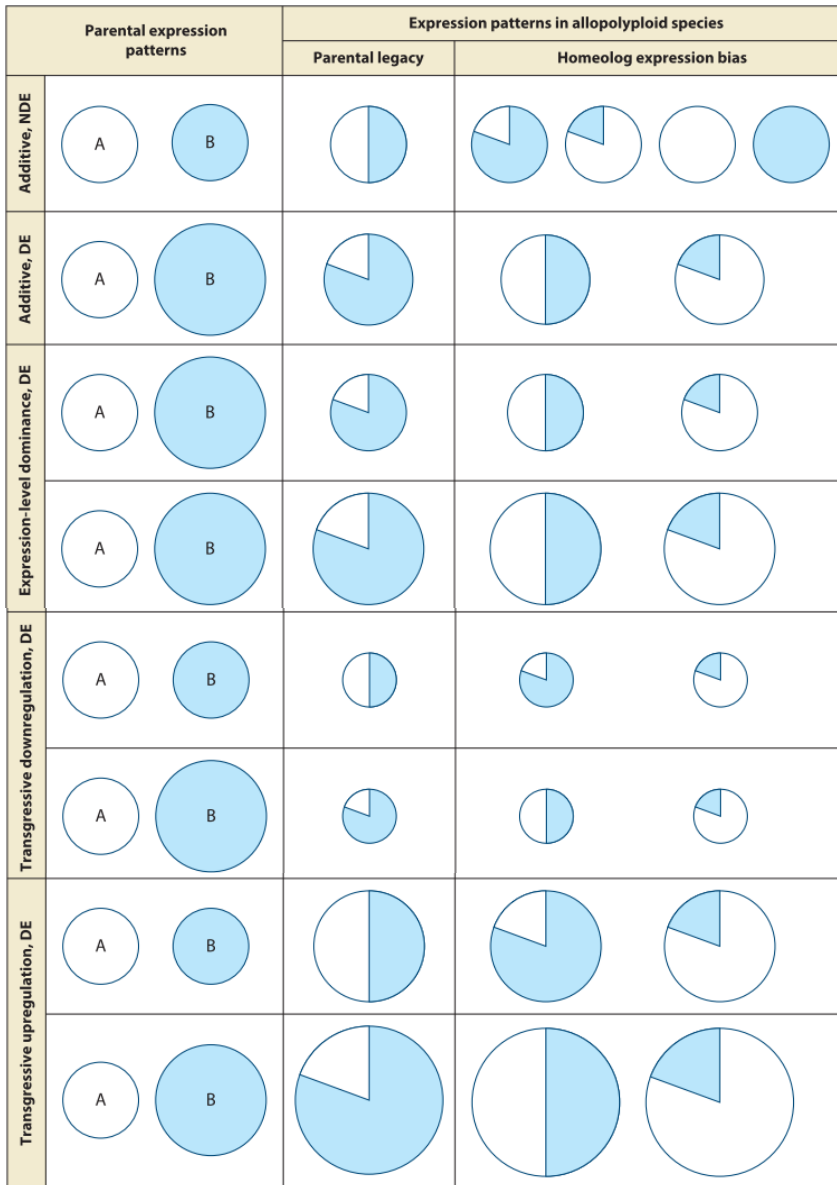 Parental expression
patterns
Expression patterns in allopolyploid species
Parental legacy
Homeolog expression bias
Additive, NDE
A
B
Additive, DE
A
B
Expression-level dominance, DE
A
B
A
B
Transgressive downregulation, DE
A
B
A
B
Transgressive upregulation, DE
A
B
A
B